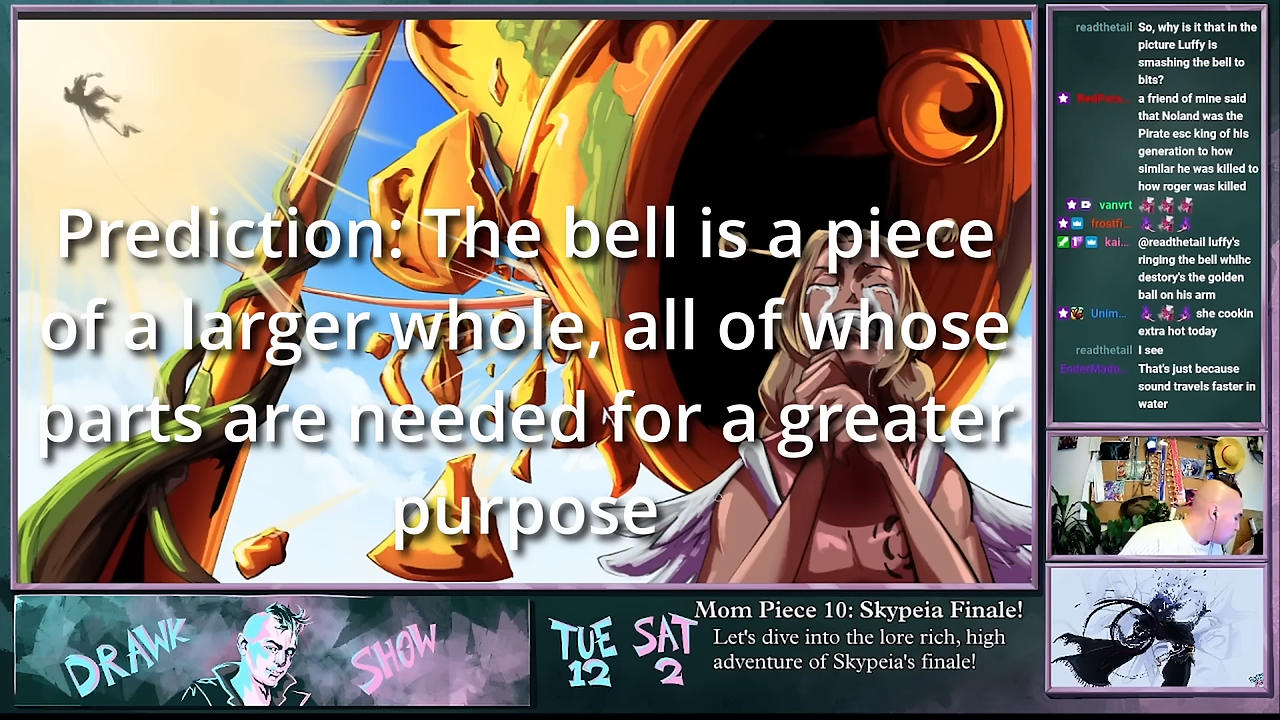 Prediction: The bell is a piece
of a larger whole, all of whose
parts are needed for a greater
purpose
readthetail So, why is it that in the
picture Luffy is
smashing the bell to
bits?
a friend of mine said
that Noland was the
Pirate esc king of his
generation to how
similar he was killed to
how roger was killed
vanvrt
frostfi...
kai... @readthetail luffy's
ringing the bell whihc
destory's the golden
ball on his arm
Unim... she cookin
extra hot today
readthetail I see
EnderMado... That's just because
sound travels faster in
water
DRAWK SHOW
TUE SAT
12 2
Mom Piece 10: Skypeia Finale!
Let's dive into the lore rich, high
adventure of Skypeia's finale!